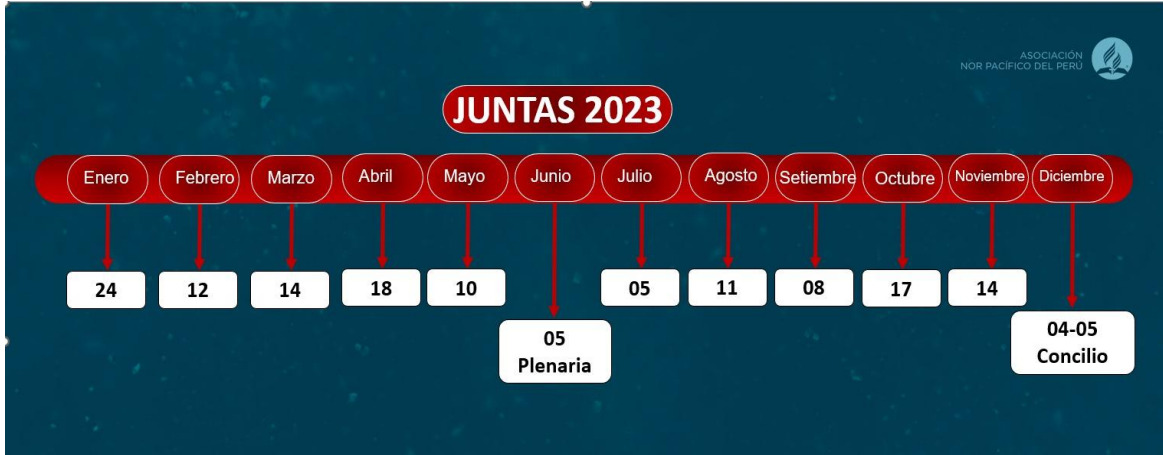 ASOCIACIÓN
NOR PACÍFICO DEL PERÚ
JUNTAS 2023
Enero Febrero Marzo Abril Mayo Junio Julio Agosto Setiembre Octubre Noviembre Diciembre
24 12 14 18 10 05 11 08 17 14
05
Plenaria
04-05
Concilio